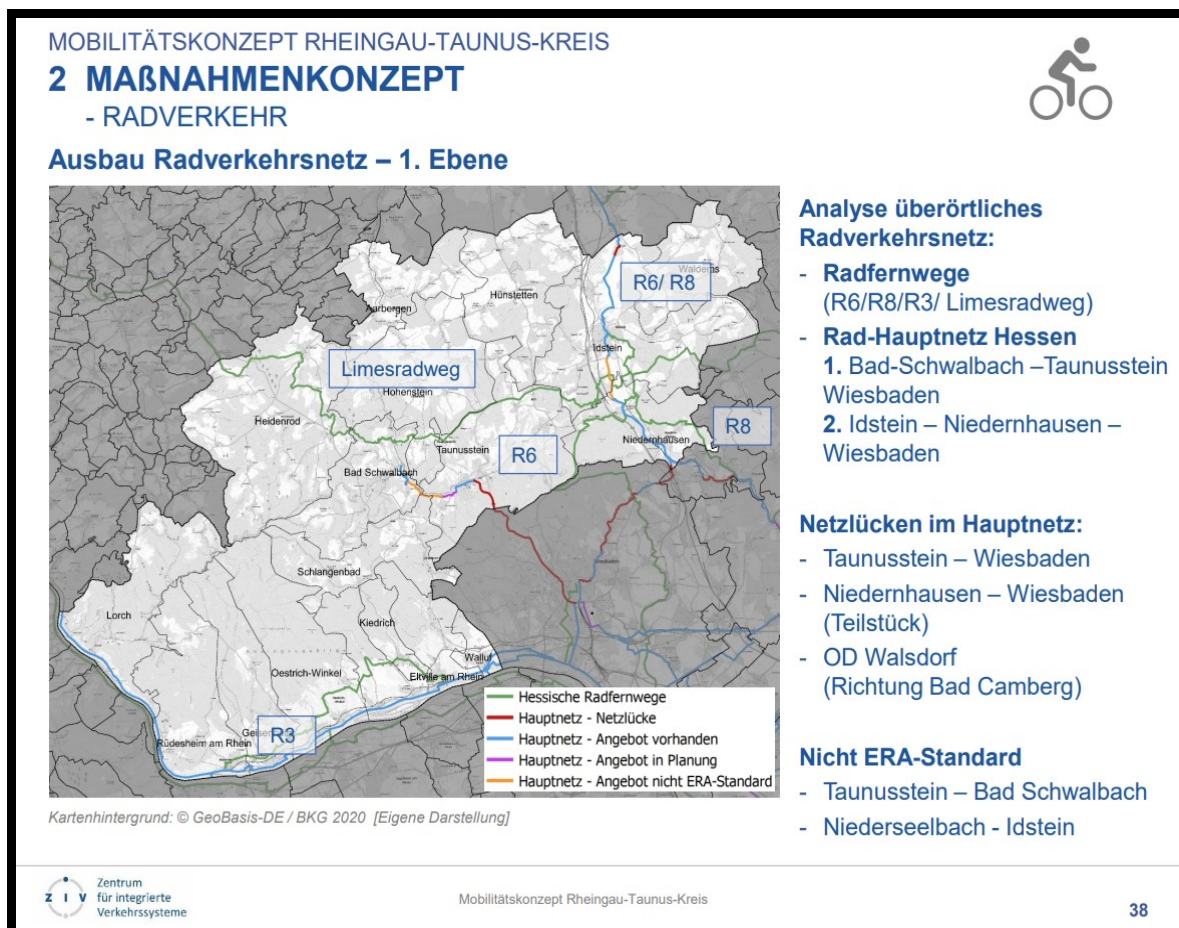 MOBILITÄTSKONZEPT RHEINGAU-TAUNUS-KREIS
2 MAßNAHMENKONZEPT
- RADVERKEHR
Ausbau Radverkehrsnetz – 1. Ebene
R6/ R8
Hünstetten
Aarbergen
Idstein
Limesradweg
Hohenstein
Heidenrod
R8
Niedernhausen
Taunusstein
R6
Bad Schwalbach
Schlangenbad
Lorch
Kiedrich
Walluf
Oestrich-Winkel
Eltville am Rhein
R3
Rüdesheim am Rhein
Hessische Radfernwege
Hauptnetz - Netzlücke
Hauptnetz - Angebot vorhanden
Hauptnetz - Angebot in Planung
Hauptnetz - Angebot nicht ERA-Standard
Kartenhintergrund: © GeoBasis-DE / BKG 2020 [Eigene Darstellung]
Analyse überörtliches
Radverkehrsnetz:
- Radfernwege
(R6/R8/R3/ Limesradweg)
- Rad-Hauptnetz Hessen
1. Bad-Schwalbach –Taunusstein
Wiesbaden
2. Idstein – Niedernhausen –
Wiesbaden
Netzlücken im Hauptnetz:
- Taunusstein – Wiesbaden
- Niedernhausen – Wiesbaden
(Teilstück)
- OD Walsdorf
(Richtung Bad Camberg)
Nicht ERA-Standard
- Taunusstein – Bad Schwalbach
- Niederseelbach - Idstein
Z I V
Zentrum
für integrierte
Verkehrssysteme
Mobilitätskonzept Rheingau-Taunus-Kreis
38